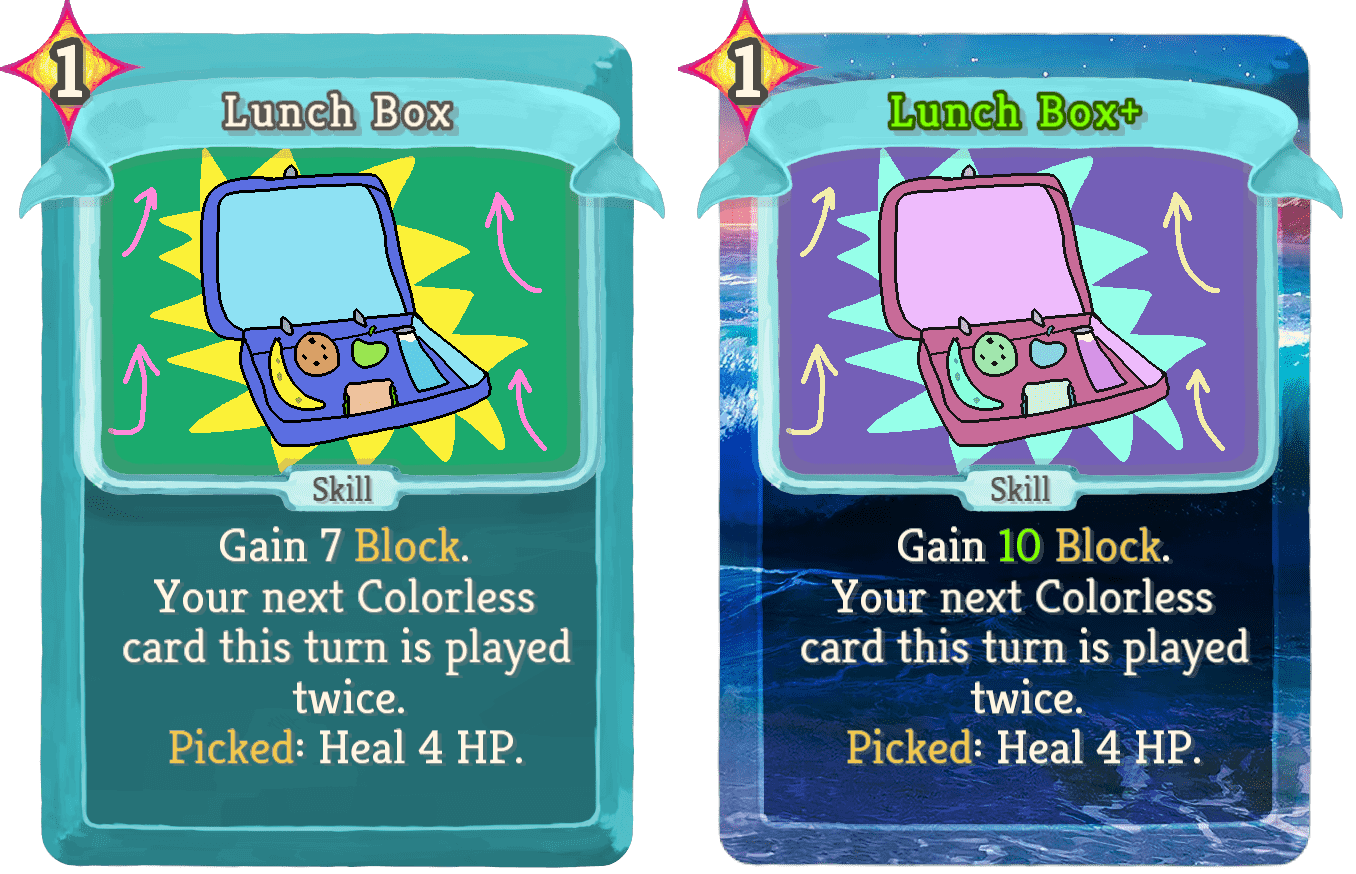 1
Lunch Box
Skill
Gain 7 Block.
Your next Colorless
card this turn is played
twice.
Picked: Heal 4 HP.
1
Lunch Box+
Skill
Gain 10 Block.
Your next Colorless
card this turn is played
twice.
Picked: Heal 4 HP.